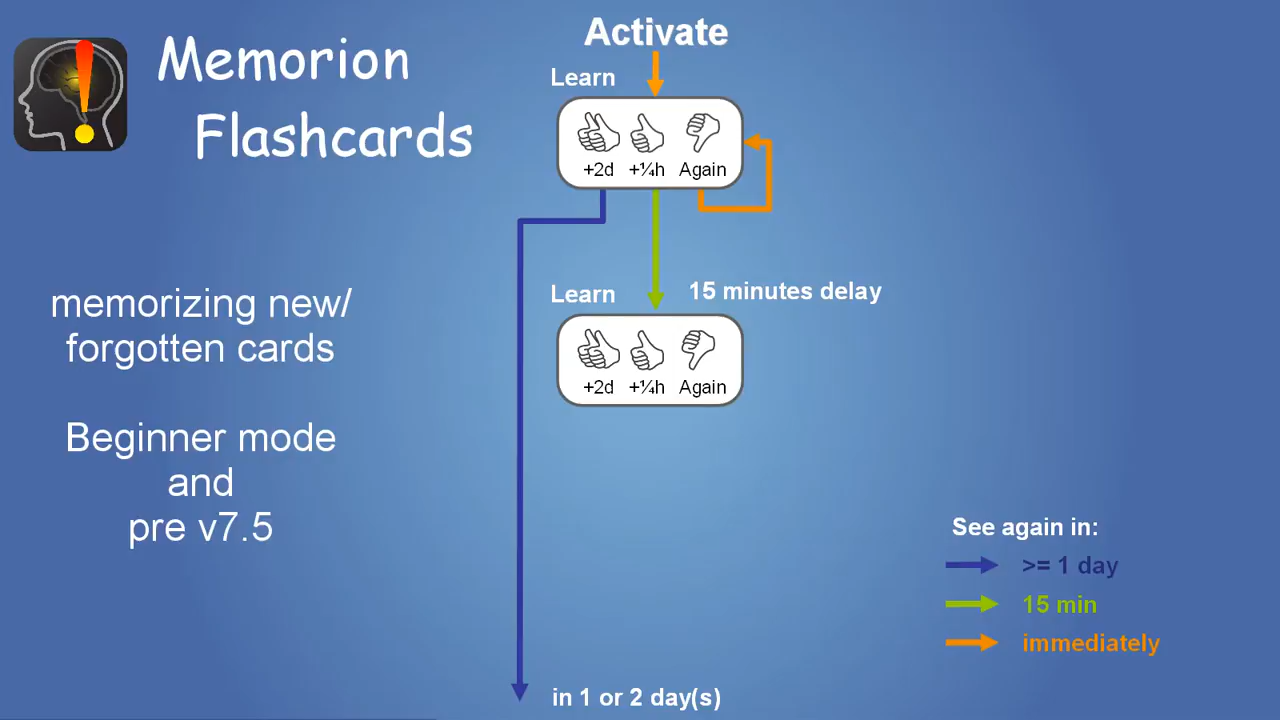 Memorion
Flashcards
memorizing new/
forgotten cards
Beginner mode
and
pre v7.5
Activate
Learn
+2d +¼h Again
Learn 15 minutes delay
+2d +¼h Again
in 1 or 2 day(s)
See again in:
>= 1 day
15 min
immediately